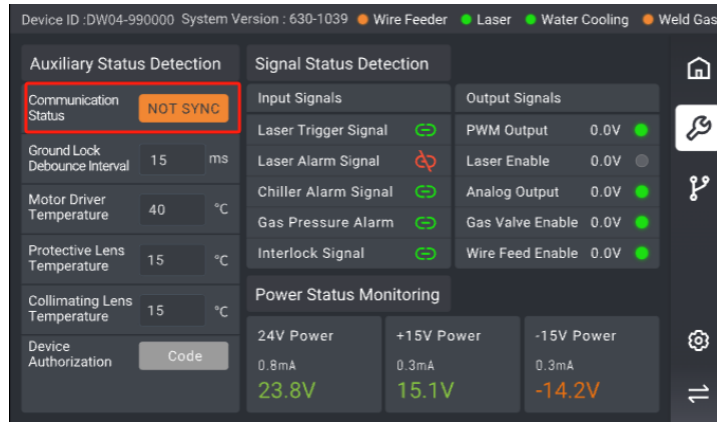 Device ID :DW04-990000 System Version : 630-1039 Wire Feeder Laser Water Cooling Weld Gas
Auxiliary Status Detection
Communication Status NOT SYNC
Ground Lock Debounce Interval 15 ms
Motor Driver Temperature 40 °C
Protective Lens Temperature 15 °C
Collimating Lens Temperature 15 °C
Device Authorization Code
Signal Status Detection
Input Signals
Laser Trigger Signal
Laser Alarm Signal
Chiller Alarm Signal
Gas Pressure Alarm
Interlock Signal
Output Signals
PWM Output 0.0V
Laser Enable 0.0V
Analog Output 0.0V
Gas Valve Enable 0.0V
Wire Feed Enable 0.0V
Power Status Monitoring
24V Power
0.8mA
23.8V
+15V Power
0.3mA
15.1V
-15V Power
0.3mA
-14.2V